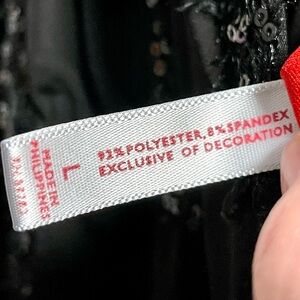 MADE IN
PHILIPPINES
L
92% POLYESTER, 8% SPANDEX
EXCLUSIVE OF DECORATION